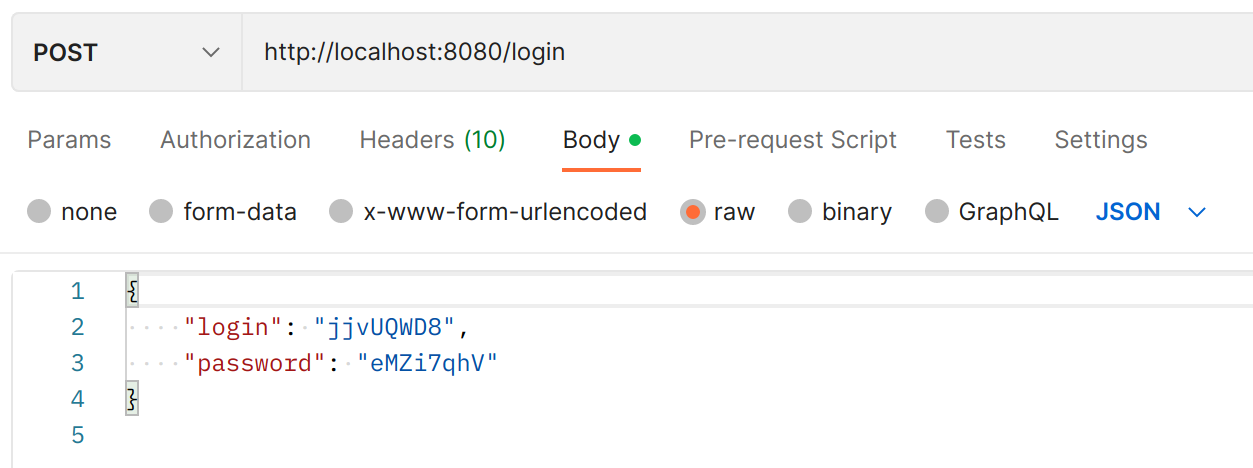 POST http://localhost:8080/login
Params Authorization Headers (10) Body Pre-request Script Tests Settings
none form-data x-www-form-urlencoded raw binary GraphQL JSON
1 {
2 "login": "jjvUQWD8",
3 "password": "eMZi7qhV"
4 }
5